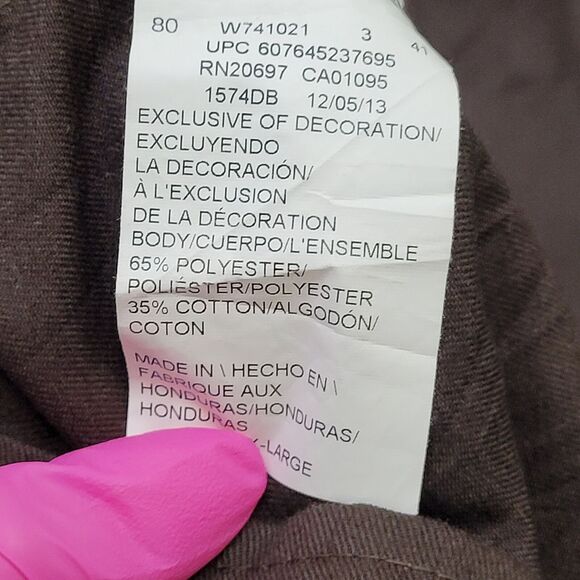 80 W741021 3 41
UPC 607645237695
RN20697 CA01095
1574DB 12/05/13
EXCLUSIVE OF DECORATION/
EXCLUYENDO
LA DECORACIÓN/
À L'EXCLUSION
DE LA DÉCORATION
BODY/CUERPO/L'ENSEMBLE
65% POLYESTER/
POLIÉSTER/POLYESTER
35% COTTON/ALGODÓN/
COTON
MADE IN \ HECHO EN \
FABRIQUE AUX
HONDURAS/HONDURAS/
HONDURAS
X-LARGE